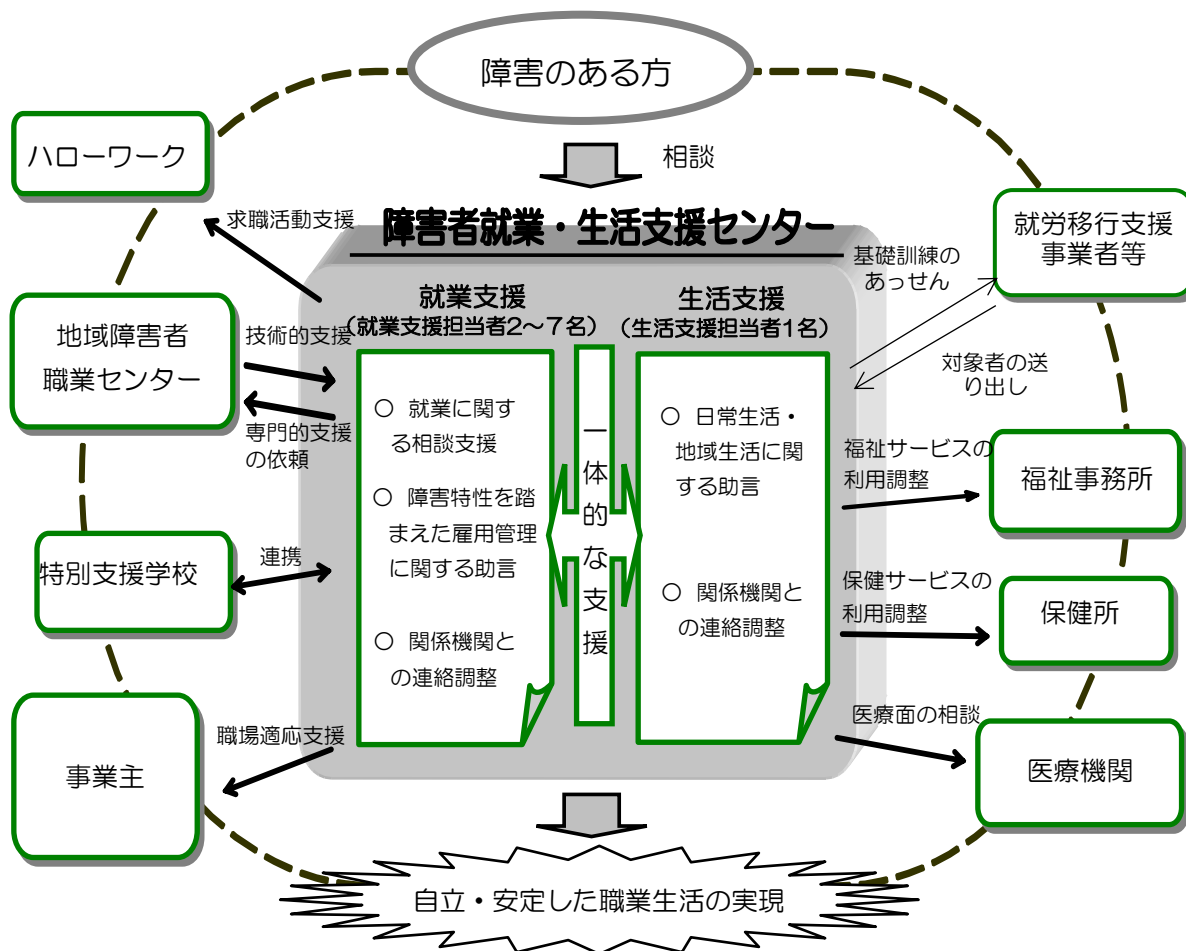 障害のある方
相談
ハローワーク
求職活動支援
障害者就業・生活支援センター
就労移行支援
事業者等
基礎訓練の
あっせん
対象者の送
り出し
地域障害者
職業センター
技術的支援
専門的支援
の依頼
就業支援
(就業支援担当者2～7名)
生活支援
(生活支援担当者1名)
○ 就業に関す
る相談支援
○ 障害特性を踏
まえた雇用管理
に関する助言
○ 関係機関と
の連絡調整
一体的な支援
○ 日常生活・
地域生活に関
する助言
○ 関係機関と
の連絡調整
福祉サービスの
利用調整
福祉事務所
特別支援学校
連携
保健サービスの
利用調整
保健所
事業主
職場適応支援
医療面の相談
医療機関
自立・安定した職業生活の実現